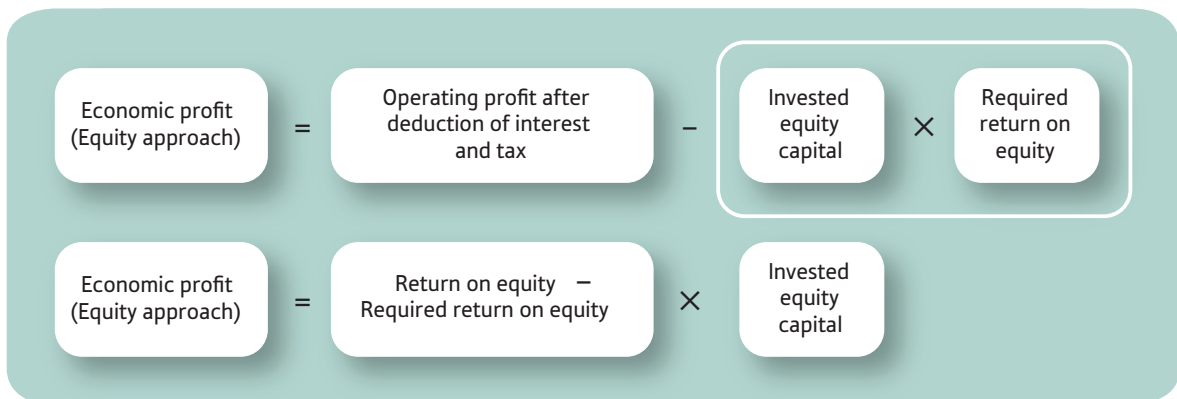 Economic profit
(Equity approach)
=
Operating profit after
deduction of interest
and tax
–
Invested
equity
capital
×
Required
return on
equity
Economic profit
(Equity approach)
=
Return on equity –
Required return on equity
×
Invested
equity
capital